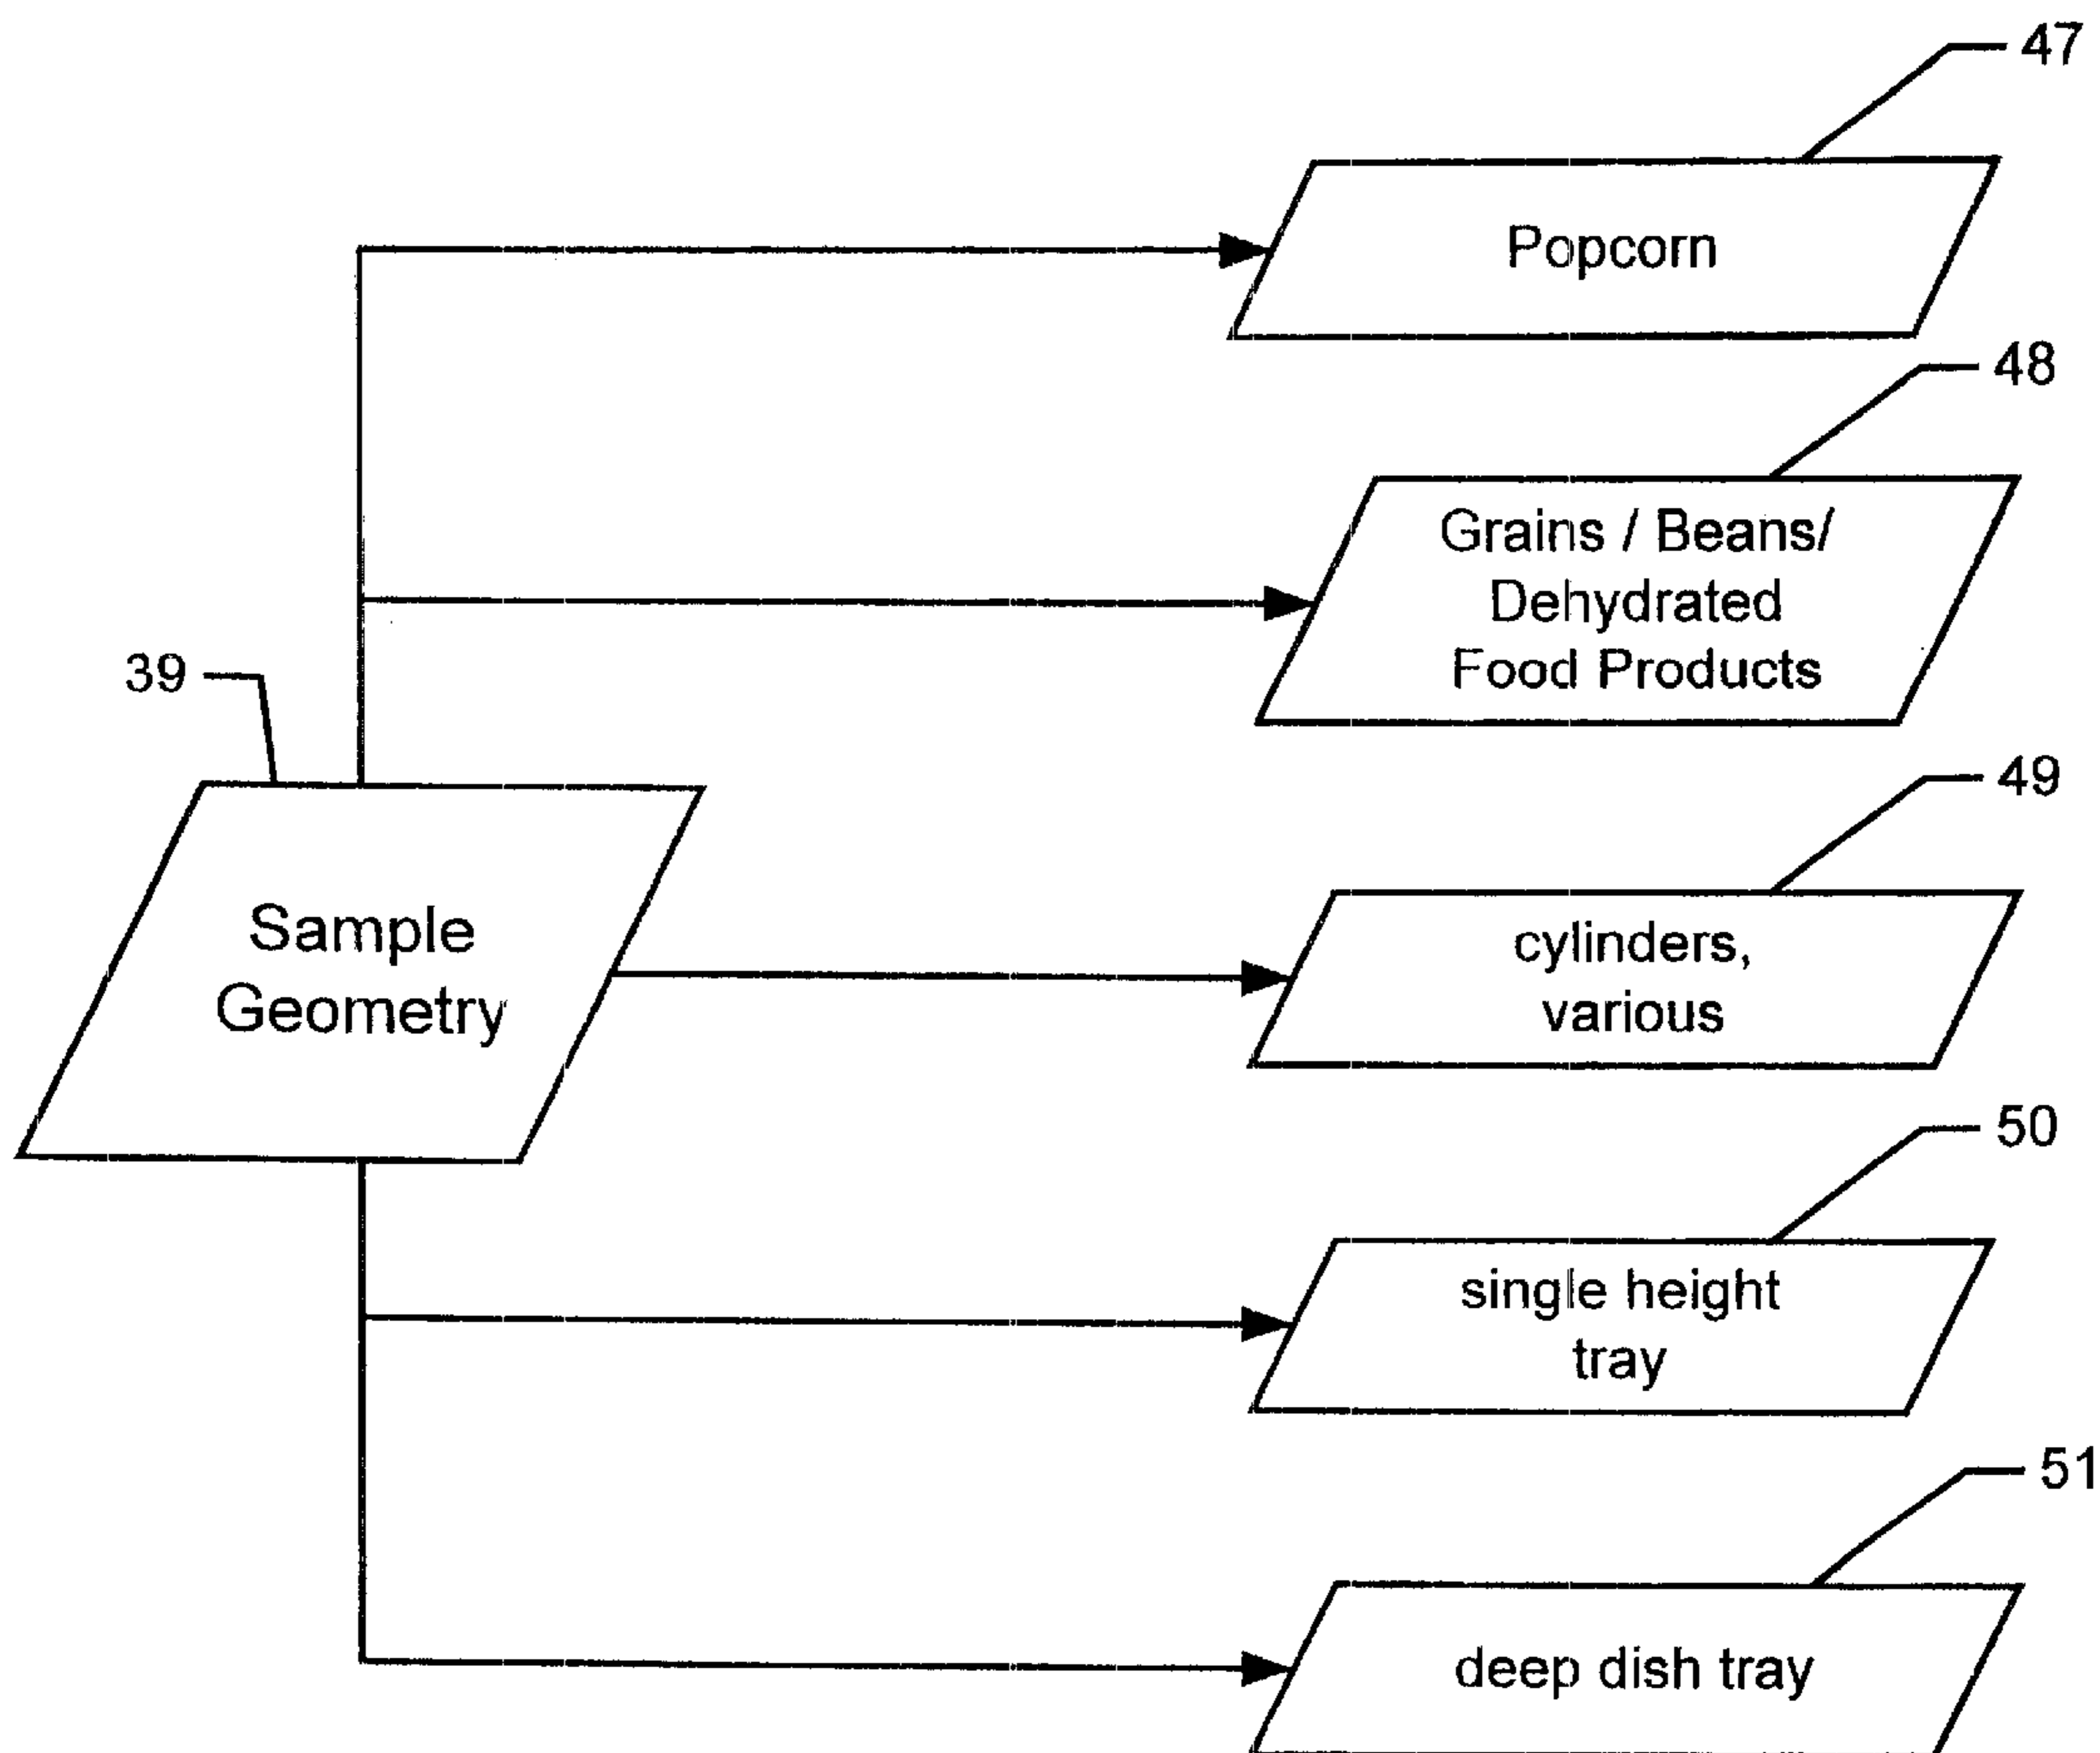 47
Popcorn
48
Grains / Beans/
Dehydrated
Food Products
39
49
Sample
Geometry
cylinders,
various
50
single height
tray
51
deep dish tray